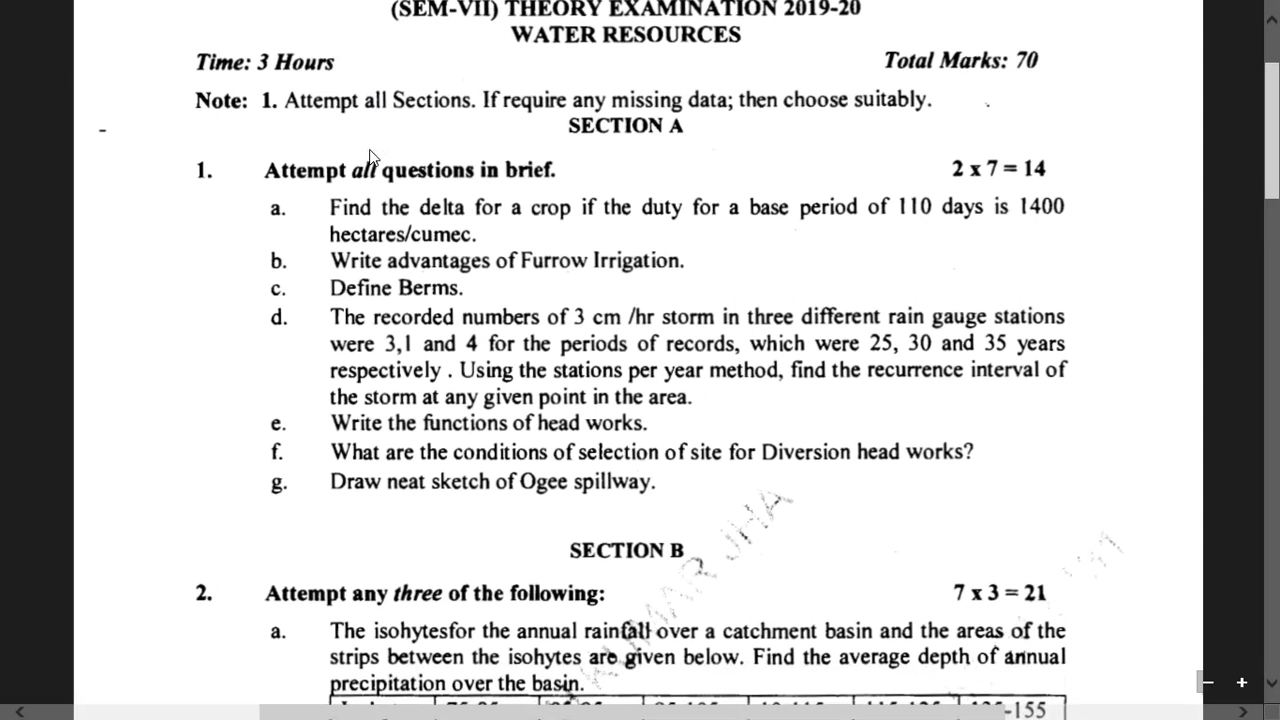 (SEM-VII) THEORY EXAMINATION 2019-20
WATER RESOURCES
Time: 3 Hours Total Marks: 70
Note: 1. Attempt all Sections. If require any missing data; then choose suitably.
SECTION A
1. Attempt all questions in brief. 2 x 7 = 14
a. Find the delta for a crop if the duty for a base period of 110 days is 1400
hectares/cumec.
b. Write advantages of Furrow Irrigation.
c. Define Berms.
d. The recorded numbers of 3 cm /hr storm in three different rain gauge stations
were 3,1 and 4 for the periods of records, which were 25, 30 and 35 years
respectively . Using the stations per year method, find the recurrence interval of
the storm at any given point in the area.
e. Write the functions of head works.
f. What are the conditions of selection of site for Diversion head works?
g. Draw neat sketch of Ogee spillway.
JHA
SECTION B
2. Attempt any three of the following: 7 x 3 = 21
a. The isohytesfor the annual rainfall over a catchment basin and the areas of the
strips between the isohytes are given below. Find the average depth of annual
precipitation over the basin.
-155